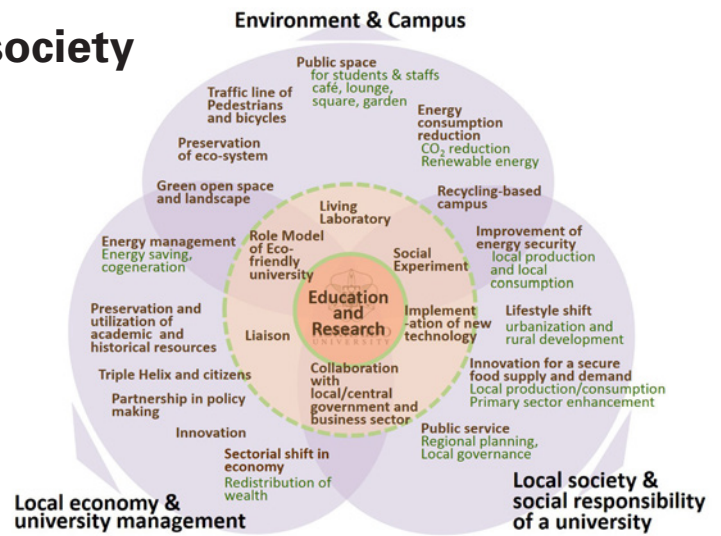 Environment & Campus
society
Public space
for students & staffs
café, lounge,
square, garden
Traffic line of
Pedestrians
and bicycles
Energy
consumption
reduction
CO₂ reduction
Renewable energy
Preservation
of eco-system
Green open space
and landscape
Recycling-based
campus
Living
Laboratory
Role Model
of Eco-
friendly
university
Social
Experiment
Energy management
Energy saving,
cogeneration
Improvement of
energy security
local production
and local
consumption
Education
and
Research
UNIVERSITY
Preservation and
utilization of
academic and
historical resources
Liaison
Implement
-ation of new
technology
Lifestyle shift
urbanization and
rural development
Triple Helix and citizens
Collaboration
with
local/central
government and
business sector
Innovation for a secure
food supply and demand
Local production/consumption
Primary sector enhancement
Partnership in policy
making
Innovation
Public service
Regional planning,
Local governance
Sectorial shift in
economy
Redistribution of
wealth
Local economy &
university management
Local society &
social responsibility
of a university